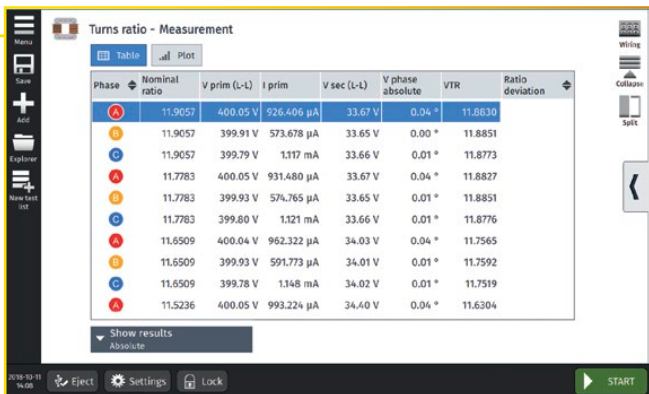 Menu
Save
Add
Explorer
New test
list
Turns ratio - Measurement
Table
Plot
Phase Nominal ratio V prim (L-L) I prim V sec (L-L) V phase absolute VTR Ratio deviation
A 11.9057 400.05 V 926.406 µA 33.67 V 0.04 ° 11.8830
B 11.9057 399.91 V 573.678 µA 33.65 V 0.00 ° 11.8851
C 11.9057 399.79 V 1.117 mA 33.66 V 0.01 ° 11.8773
A 11.7783 400.04 V 931.480 µA 33.67 V 0.04 ° 11.8827
B 11.7783 399.93 V 574.765 µA 33.65 V 0.01 ° 11.8851
C 11.7783 399.80 V 1.121 mA 33.66 V 0.01 ° 11.8776
A 11.6509 400.04 V 962.322 µA 34.03 V 0.04 ° 11.7565
B 11.6509 399.93 V 591.773 µA 34.01 V 0.01 ° 11.7592
C 11.6509 399.78 V 1.148 mA 34.02 V 0.01 ° 11.7519
A 11.5236 400.05 V 993.224 µA 34.40 V 0.04 ° 11.6304
Show results
Absolute
Wiring
Collapse
Split
2018-10-11
14:08
Eject
Settings
Lock
START